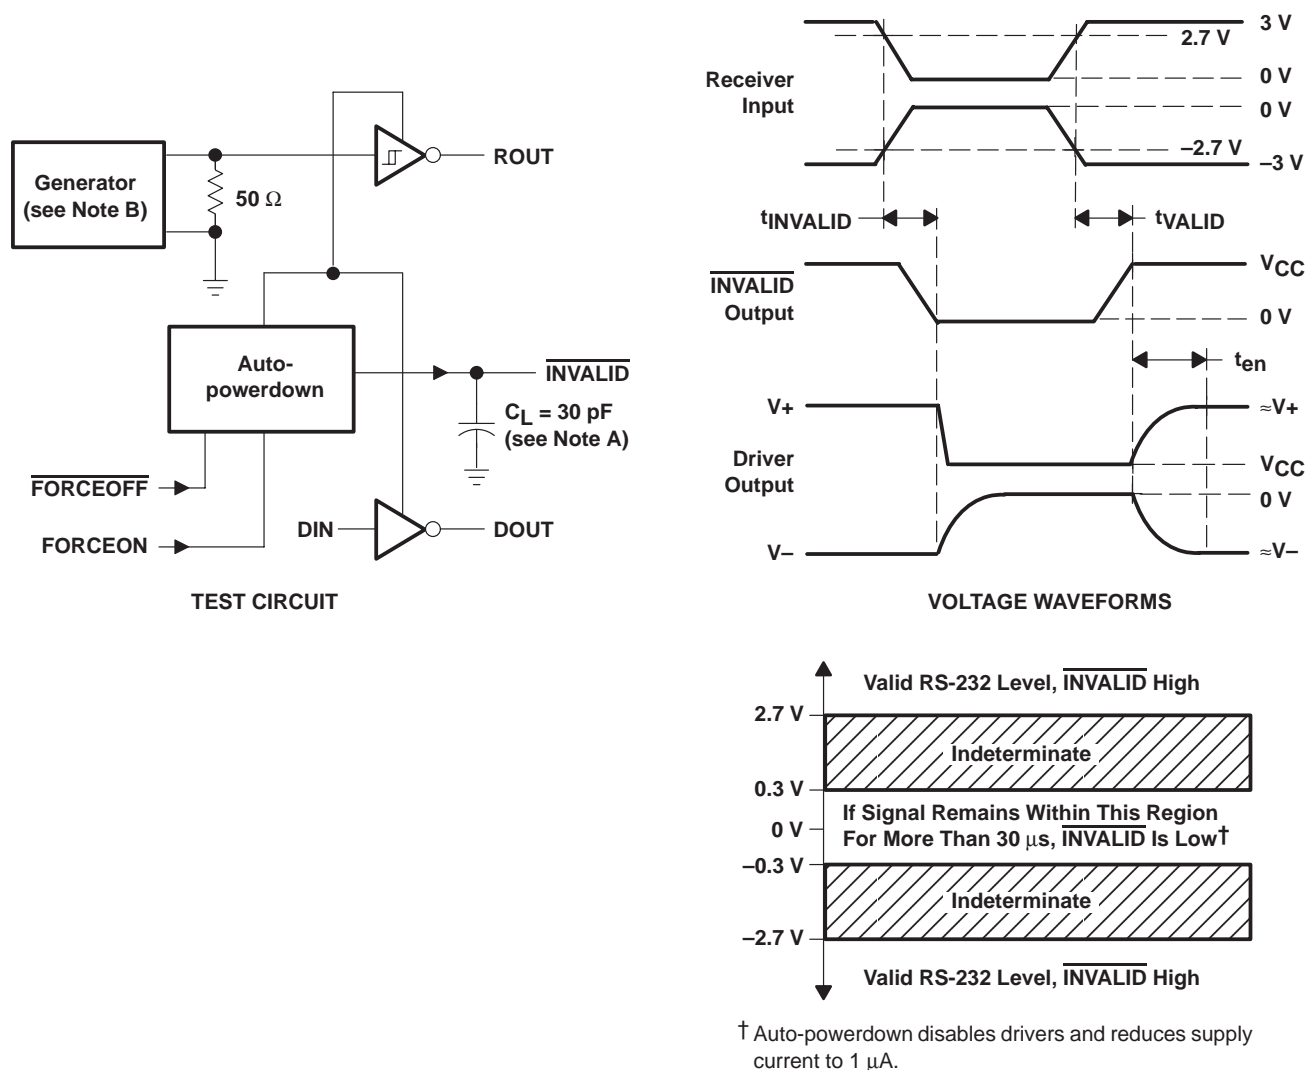 Generator
(see Note B)
50 Ω
ROUT
Auto-
powerdown
INVALID
CL = 30 pF
(see Note A)
FORCEOFF
FORCEON
DIN
DOUT
TEST CIRCUIT
3 V
2.7 V
Receiver
Input
0 V
0 V
–2.7 V
–3 V
tINVALID
tVALID
INVALID
Output
VCC
0 V
ten
V+
≈V+
Driver
Output
VCC
0 V
V–
≈V–
VOLTAGE WAVEFORMS
Valid RS-232 Level, INVALID High
2.7 V
Indeterminate
0.3 V
If Signal Remains Within This Region
For More Than 30 μs, INVALID Is Low†
0 V
–0.3 V
Indeterminate
–2.7 V
Valid RS-232 Level, INVALID High
† Auto-powerdown disables drivers and reduces supply
current to 1 μA.